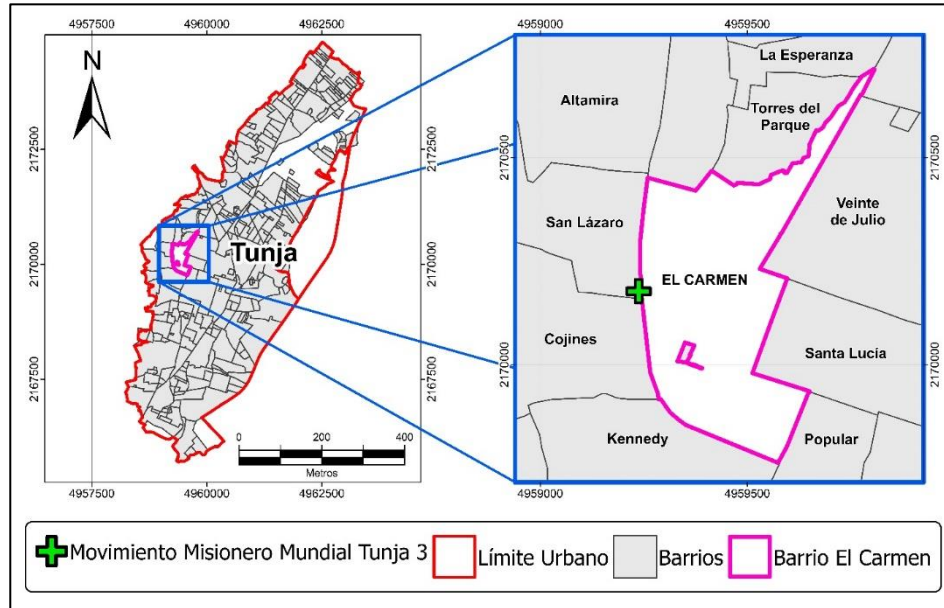 4957500 4960000 4962500
N
2172500
2170000
2167500
Tunja
2172500
2170000
2167500
0 200 400
Metros
4957500 4960000 4962500
4959000 4959500
2170500
2170000
La Esperanza
Altamira
Torres del
Parque
San Lázaro
Veinte
de Julio
EL CARMEN
Cojines
Santa Lucía
Kennedy
Popular
2170500
2170000
4959000 4959500
Movimiento Misionero Mundial Tunja 3 Límite Urbano Barrios Barrio El Carmen